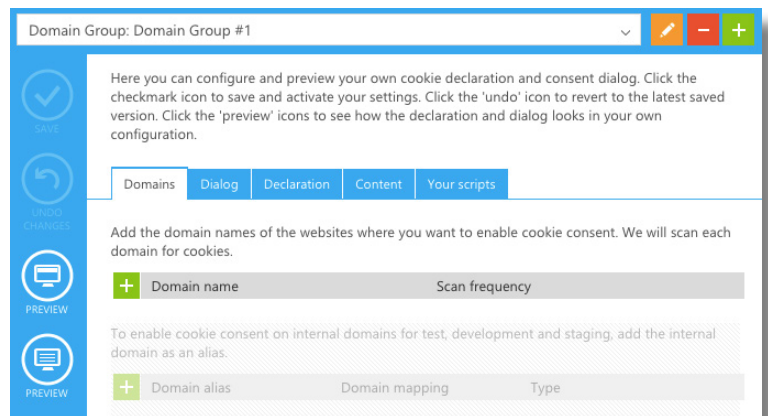 Domain Group: Domain Group #1
SAVE
UNDO
CHANGES
PREVIEW
PREVIEW
Here you can configure and preview your own cookie declaration and consent dialog. Click the
checkmark icon to save and activate your settings. Click the 'undo' icon to revert to the latest saved
version. Click the 'preview' icons to see how the declaration and dialog looks in your own
configuration.
Domains Dialog Declaration Content Your scripts
Add the domain names of the websites where you want to enable cookie consent. We will scan each
domain for cookies.
Domain name Scan frequency
To enable cookie consent on internal domains for test, development and staging, add the internal
domain as an alias.
Domain alias Domain mapping Type